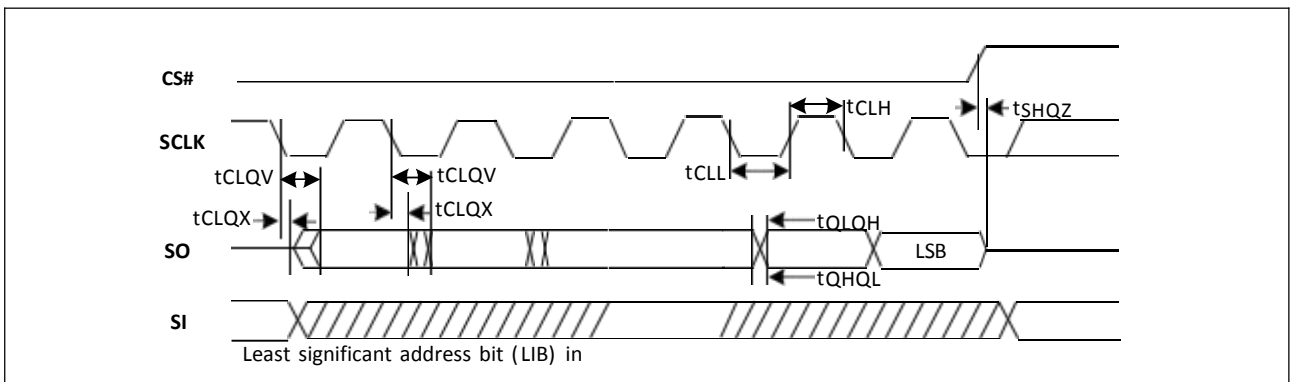 CS#
tCLH
tSHQZ
SCLK
tCLL
tCLQV
tCLQV
tCLQX
tCLQX
tQLQH
SO
LSB
tQHQL
SI
Least significant address bit (LIB) in